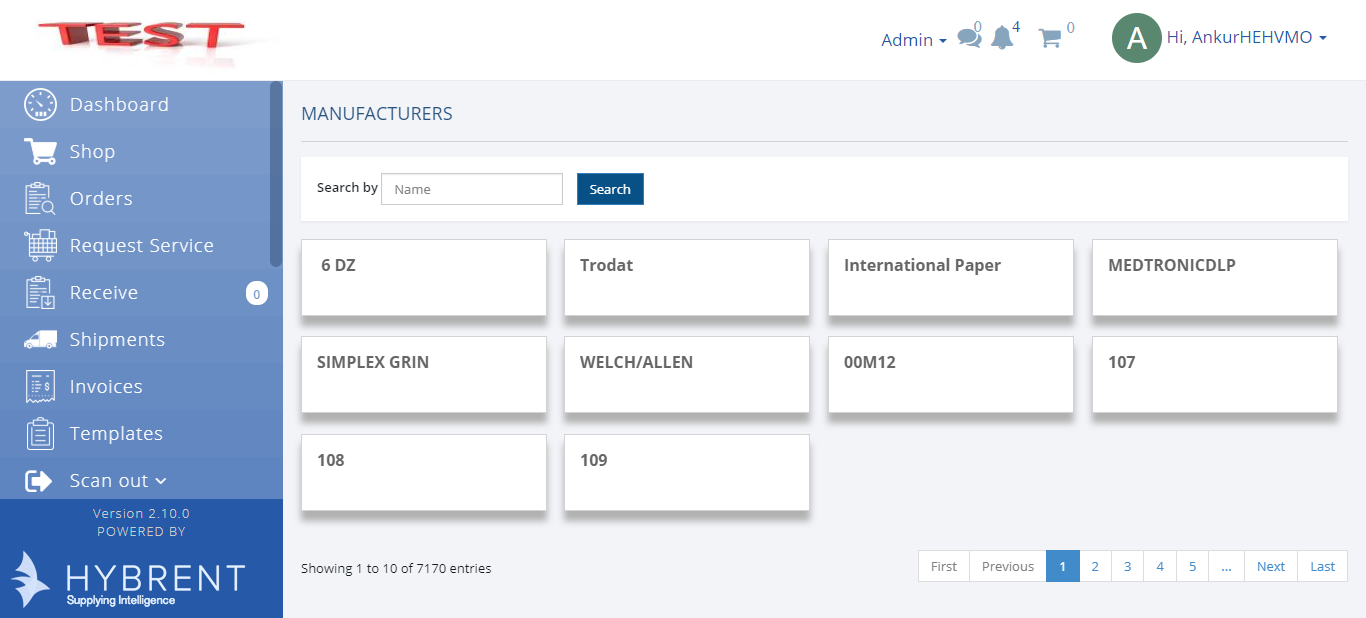 TEST
Admin
0
4
0
A
Hi, AnkurHEHVMO
Dashboard
Shop
Orders
Request Service
Receive
0
Shipments
Invoices
Templates
Scan out
Version 2.10.0
POWERED BY
HYBRENT
Supplying Intelligence
MANUFACTURERS
Search by
Name
Search
6 DZ
Trodat
International Paper
MEDTRONICDLP
SIMPLEX GRIN
WELCH/ALLEN
00M12
107
108
109
Showing 1 to 10 of 7170 entries
First Previous 1 2 3 4 5 ... Next Last